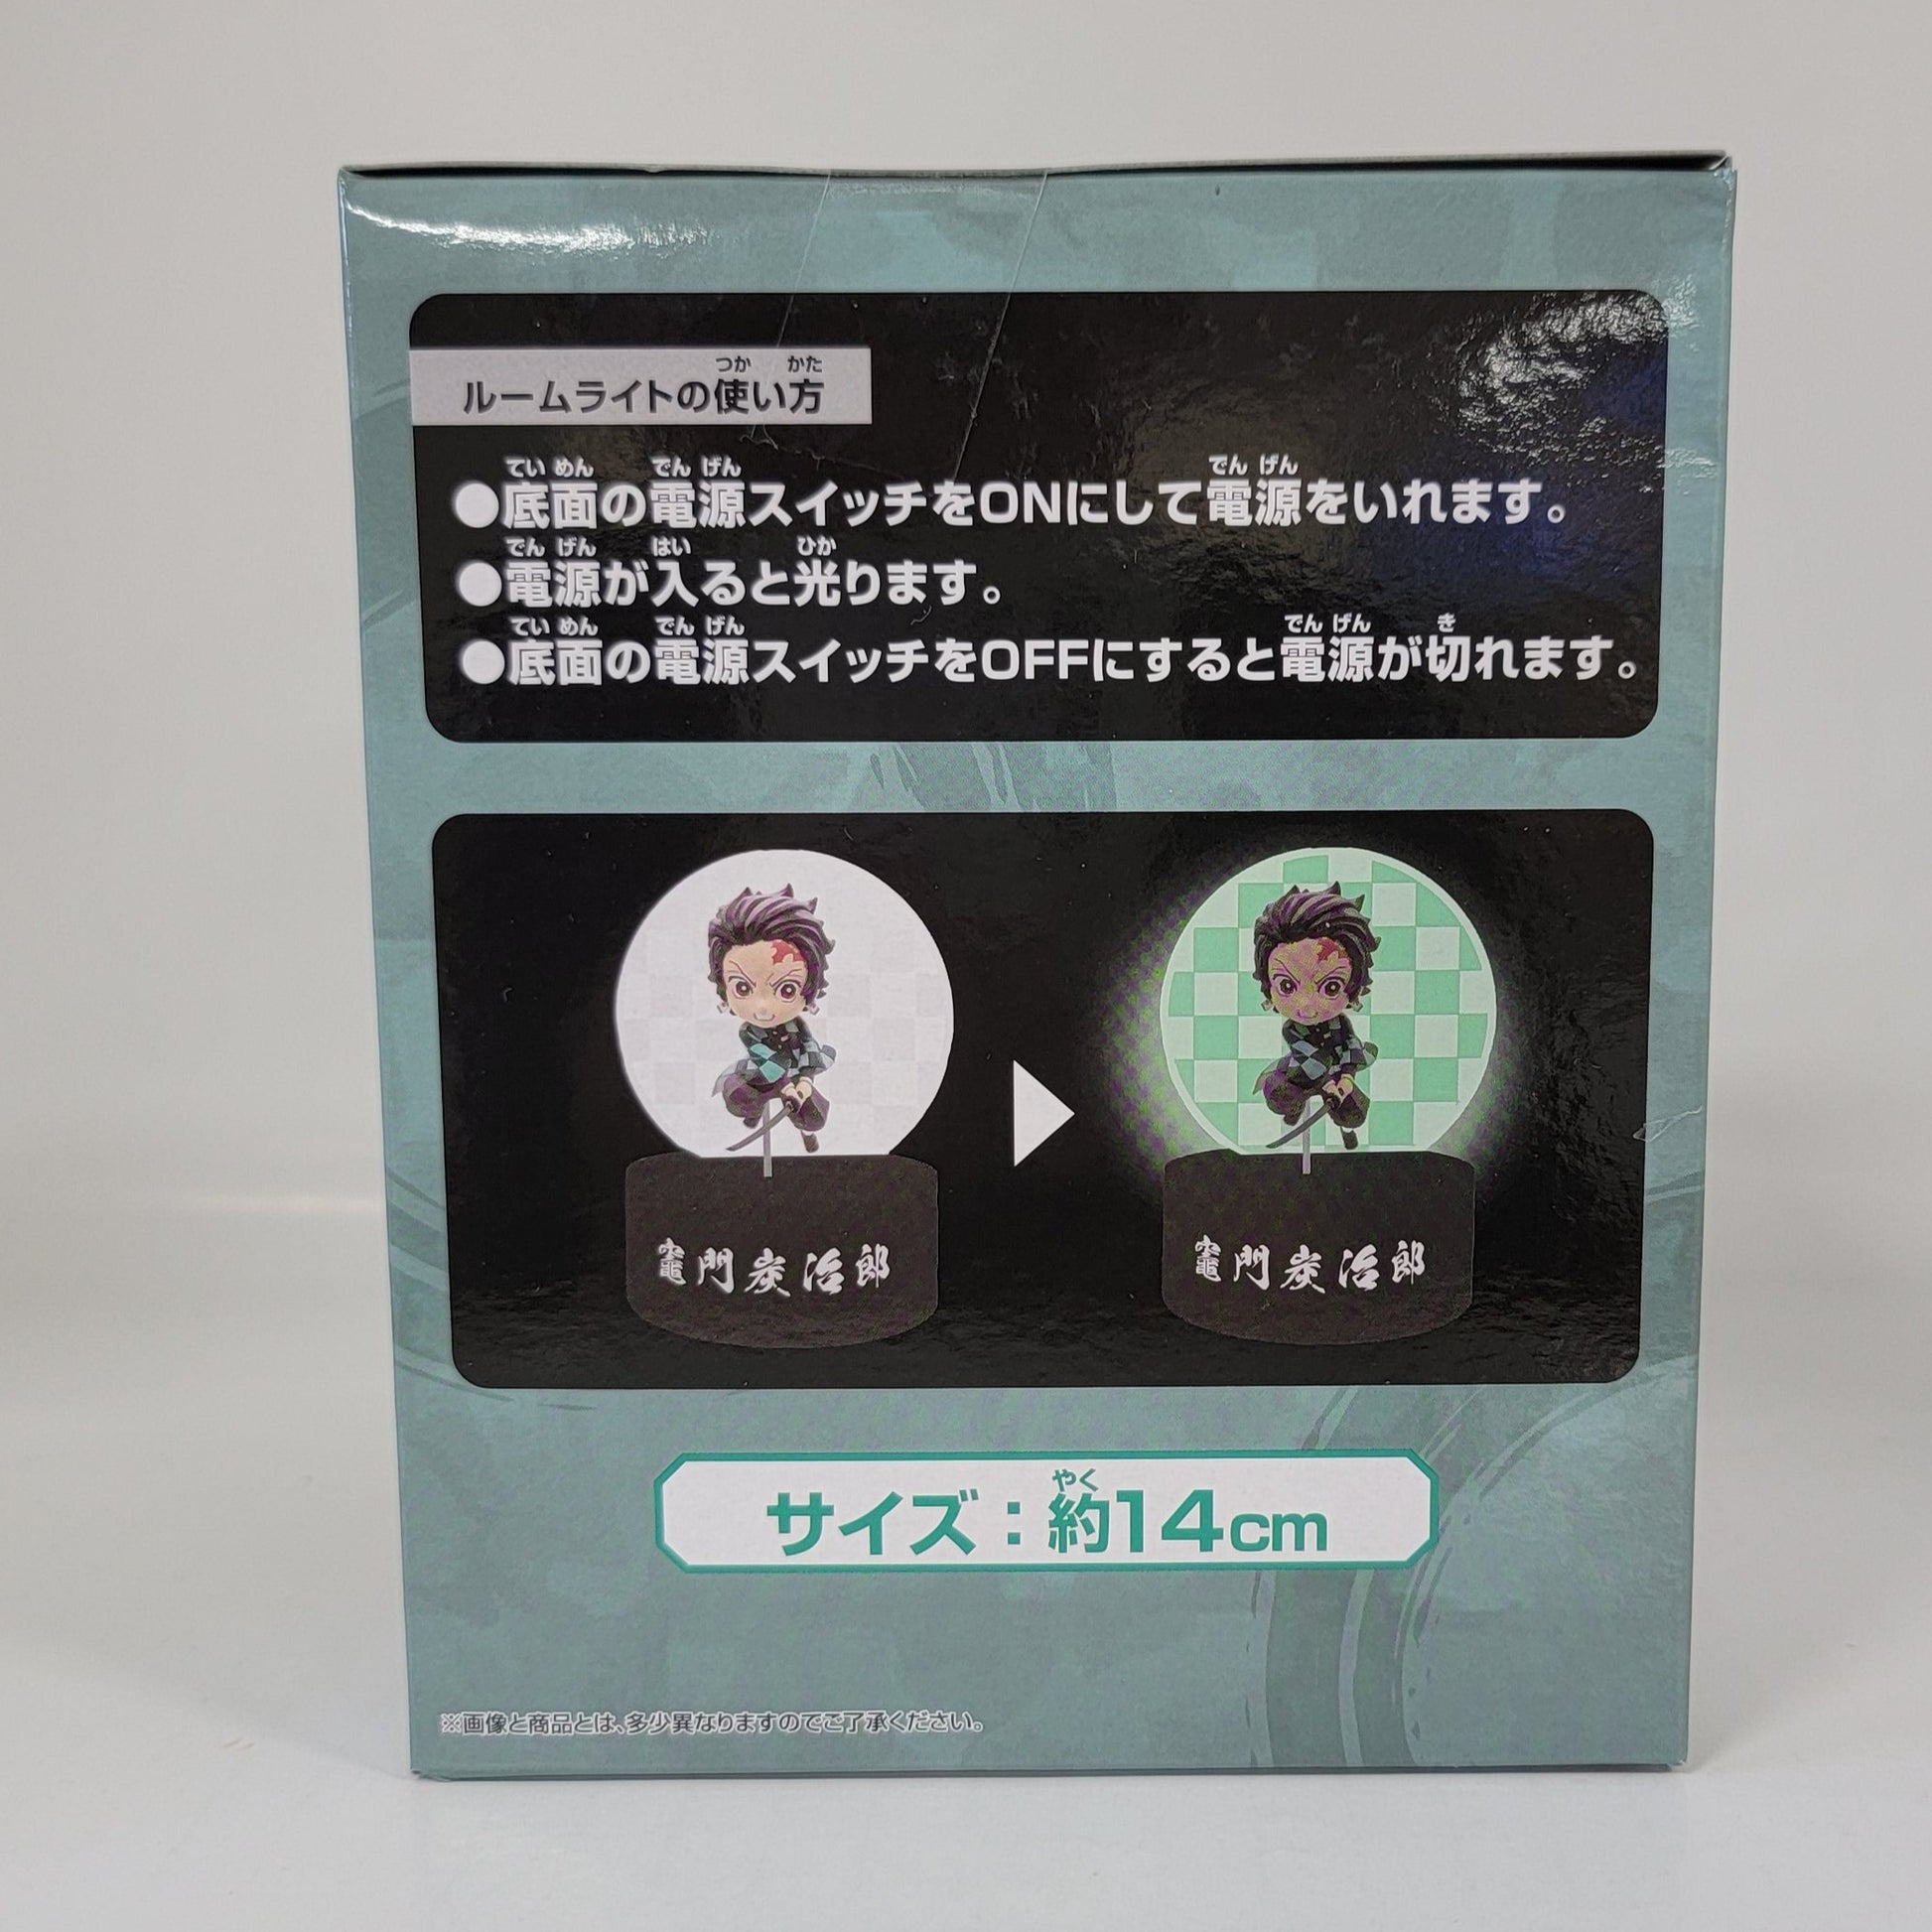 ルームライトの使い方
つか かた
●底面の電源スイッチをONにして電源をいれます。
てい めん でん げん でん げん
●電源が入ると光ります。
でん げん はい ひか
●底面の電源スイッチをOFFにすると電源が切れます。
てい めん でん げん でん げん き
竈門炭治郎
竈門炭治郎
サイズ：約14cm
やく
※画像と商品とは、多少異なりますのでご了承ください。